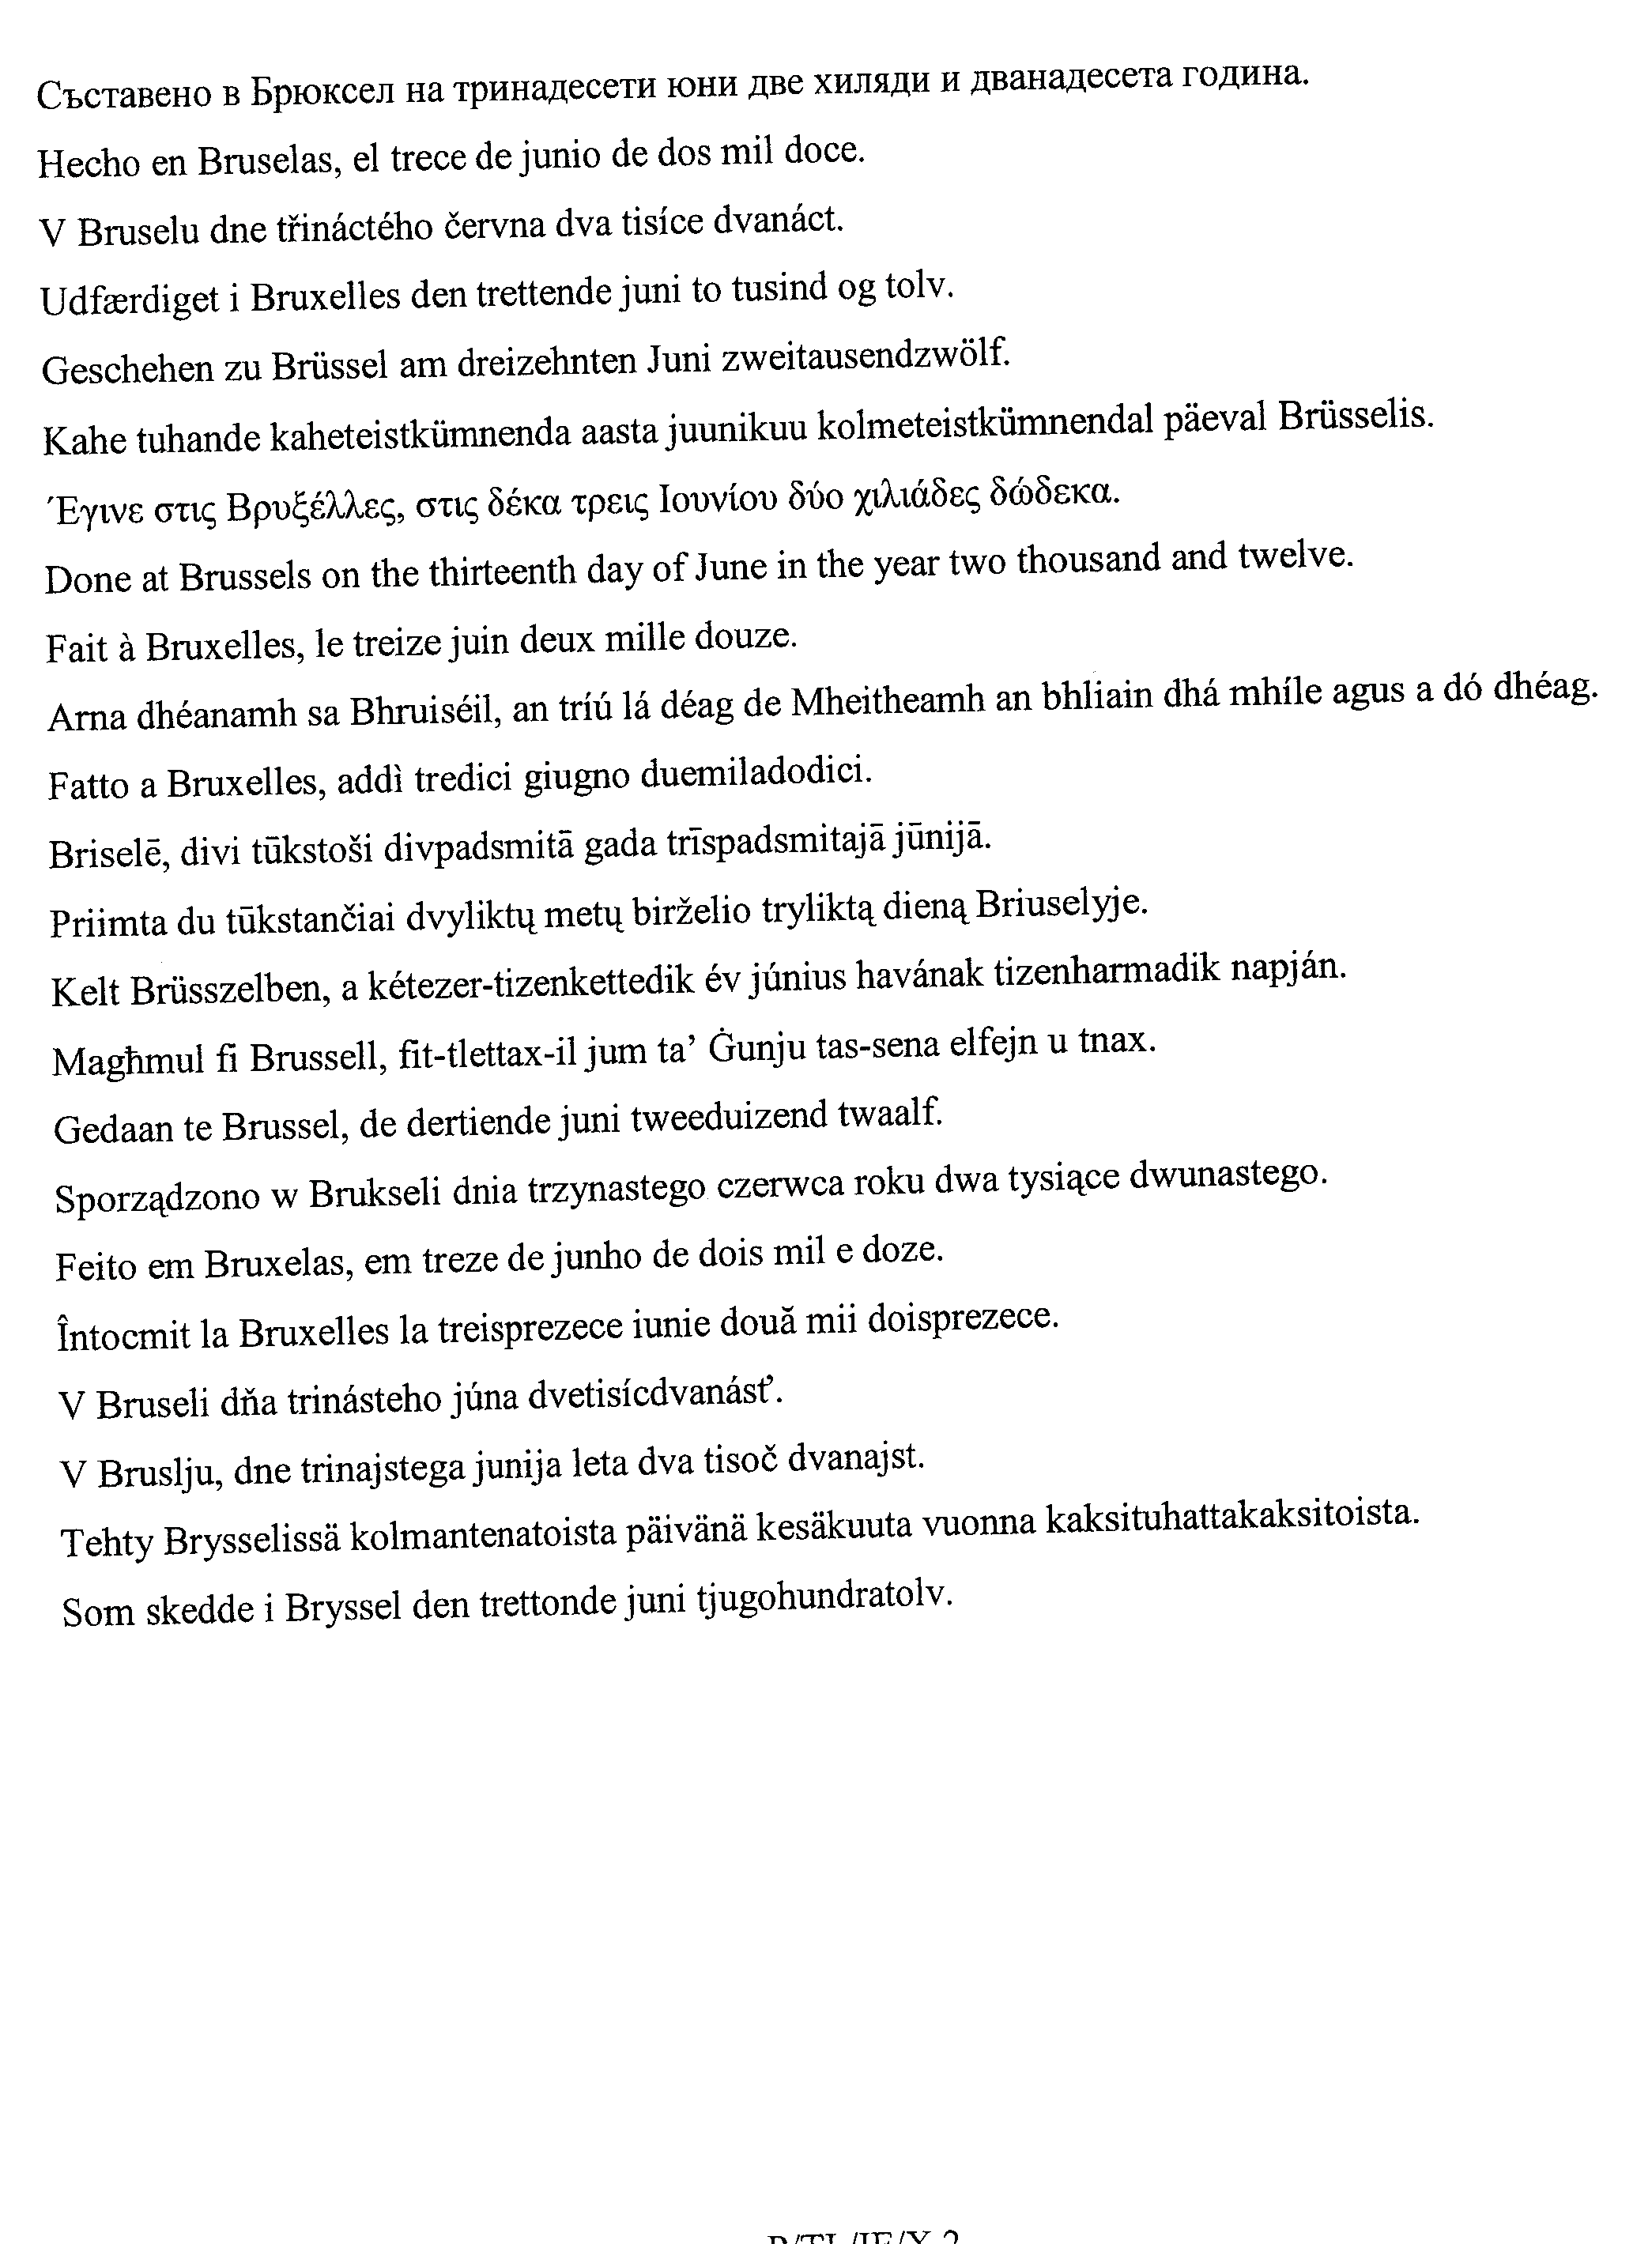 Съставено в Брюксел на тринадесети юни две хиляди и дванадесета година.
Hecho en Bruselas, el trece de junio de dos mil doce.
V Bruselu dne třináctého června dva tisíce dvanáct.
Udfærdiget i Bruxelles den trettende juni to tusind og tolv.
Geschehen zu Brüssel am dreizehnten Juni zweitausendzwölf.
Kahe tuhande kaheteistkümnenda aasta juunikuu kolmeteistkümnendal päeval Brüsselis.
Έγινε στις Βρυξέλλες, στις δέκα τρεις Ιουνίου δύο χιλιάδες δώδεκα.
Done at Brussels on the thirteenth day of June in the year two thousand and twelve.
Fait à Bruxelles, le treize juin deux mille douze.
Arna dhéanamh sa Bhruiséil, an tríú lá déag de Mheitheamh an bhliain dhá mhíle agus a dó dhéag.
Fatto a Bruxelles, addì tredici giugno duemiladodici.
Briselē, divi tūkstoši divpadsmitā gada trīspadsmitajā jūnijā.
Priimta du tūkstančiai dvyliktų metų birželio tryliktą dieną Briuselyje.
Kelt Brüsszelben, a kétezer-tizenkettedik év június havának tizenharmadik napján.
Magħmul fi Brussell, fit-tlettax-il jum ta’ Ġunju tas-sena elfejn u tnax.
Gedaan te Brussel, de dertiende juni tweeduizend twaalf.
Sporządzono w Brukseli dnia trzynastego czerwca roku dwa tysiące dwunastego.
Feito em Bruxelas, em treze de junho de dois mil e doze.
Întocmit la Bruxelles la treisprezece iunie două mii doisprezece.
V Bruseli dňa trinásteho júna dvetisícdvanásť.
V Bruslju, dne trinajstega junija leta dva tisoč dvanajst.
Tehty Brysselissä kolmantenatoista päivänä kesäkuuta vuonna kaksituhattakaksitoista.
Som skedde i Bryssel den trettonde juni tjugohundratolv.